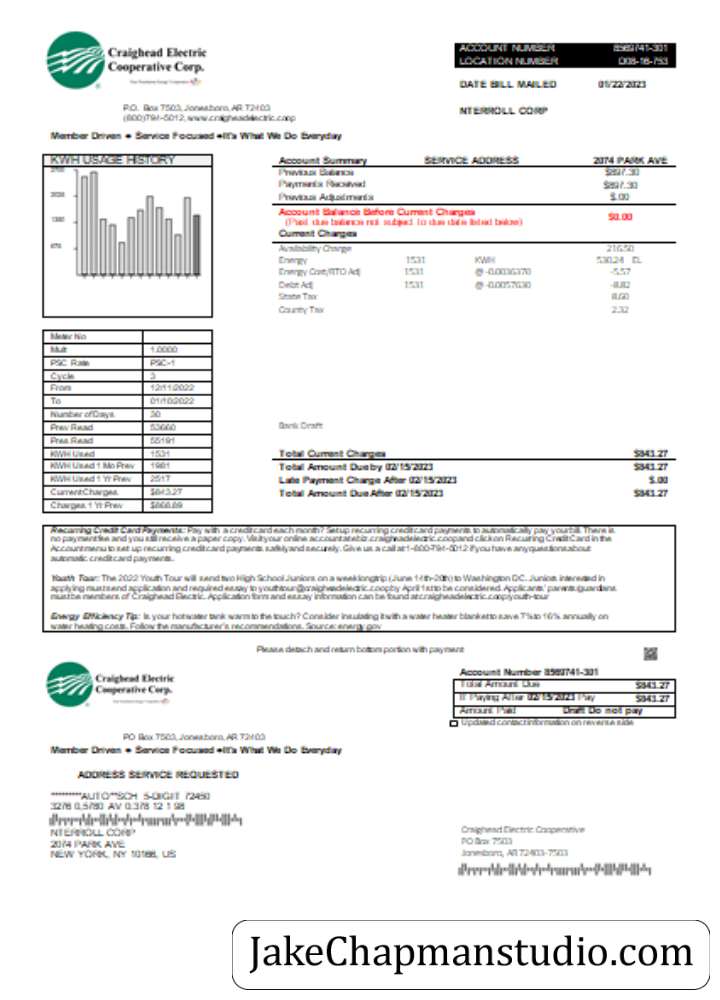 Craighead Electric
Cooperative Corp.
ACCOUNT NUMBER 8569741-301
LOCATION NUMBER D08-16-753
DATE BILL MAILED 01/22/2023
P.O. Box 7503, Jonesboro, AR 72403
(800)794-5012, www.craigheadelectric.coop
NTERROLL CORP
Member Driven • Service Focused •It's What We Do Everyday
KWH USAGE HISTORY
Account Summary SERVICE ADDRESS 2074 PARK AVE
Previous Balance $897.30
Payments Received $897.30
Previous Adjustments $.00
Account Balance Before Current Charges $0.00
(Past due balance not subject to due date listed below)
Current Charges
Availability Charge 216.50
Energy 1531 KWH 530.24 EL
Energy Cost/RTO Adj 1531 @ -0.0036370 -5.57
Debt Adj 1531 @ -0.0057630 -8.82
State Tax 8.60
County Tax 2.32
Meter No
Mult 1.0000
PSC Rate PSC-1
Cycle 3
From 12/11/2022
To 01/10/2022
Number of Days 30
Prev Read 53660
Pres Read 55191
KWH Used 1531
KWH Used 1 Mo Prev 1981
KWH Used 1 Yr Prev 2517
Current Charges $843.27
Charges 1 Yr Prev $868.89
Bank Draft
Total Current Charges $843.27
Total Amount Due by 02/15/2023 $843.27
Late Payment Charge After 02/15/2023 $.00
Total Amount Due After 02/15/2023 $843.27
Recurring Credit Card Payments: Pay with a credit card each month? Set up recurring credit card payments to automatically pay your bill. There is
no payment fee and you still receive a paper copy. Visit your online account at ebiz.craigheadelectric.coop and click on Recurring Credit Card in the
Account menu to set up recurring credit card payments safely and securely. Give us a call at 1-800-794-5012 if you have any questions about
automatic credit card payments.
Youth Tour: The 2022 Youth Tour will send two High School Juniors on a weeklong trip (June 14th-20th) to Washington DC. Juniors interested in
applying must send application and required essay to youthtour@craigheadelectric.coop by April 1st to be considered. Applicants' parents/guardians
must be members of Craighead Electric. Application form and essay information can be found at craigheadelectric.coop/youth-tour
Energy Efficiency Tip: Is your hot water tank warm to the touch? Consider insulating it with a water heater blanket to save 7% to 16% annually on
water heating costs. Follow the manufacturer's recommendations. Source: energy.gov
Please detach and return bottom portion with payment
Craighead Electric
Cooperative Corp.
Account Number 8569741-301
Total Amount Due $843.27
If Paying After 02/15/2023 Pay $843.27
Amount Paid Draft Do not pay
Updated contact information on reverse side
PO Box 7503, Jonesboro, AR 72403
Member Driven • Service Focused •It's What We Do Everyday
ADDRESS SERVICE REQUESTED
*********AUTO**SCH 5-DIGIT 72450
3276 0.5780 AV 0.378 12 1 98
NTERROLL CORP
2074 PARK AVE
NEW YORK, NY 10166, US
Craighead Electric Cooperative
PO Box 7503
Jonesboro, AR 72403-7503
JakeChapmanstudio.com